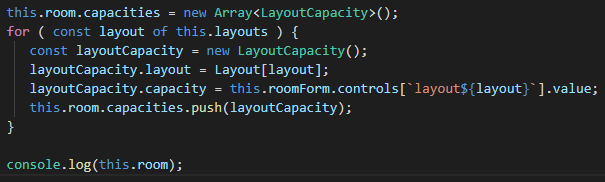 this.room.capacities = new Array<LayoutCapacity>();
for ( const layout of this.layouts ) {
const layoutCapacity = new LayoutCapacity();
layoutCapacity.layout = Layout[layout];
layoutCapacity.capacity = this.roomForm.controls[`layout${layout}`].value;
this.room.capacities.push(layoutCapacity);
}
console.log(this.room);